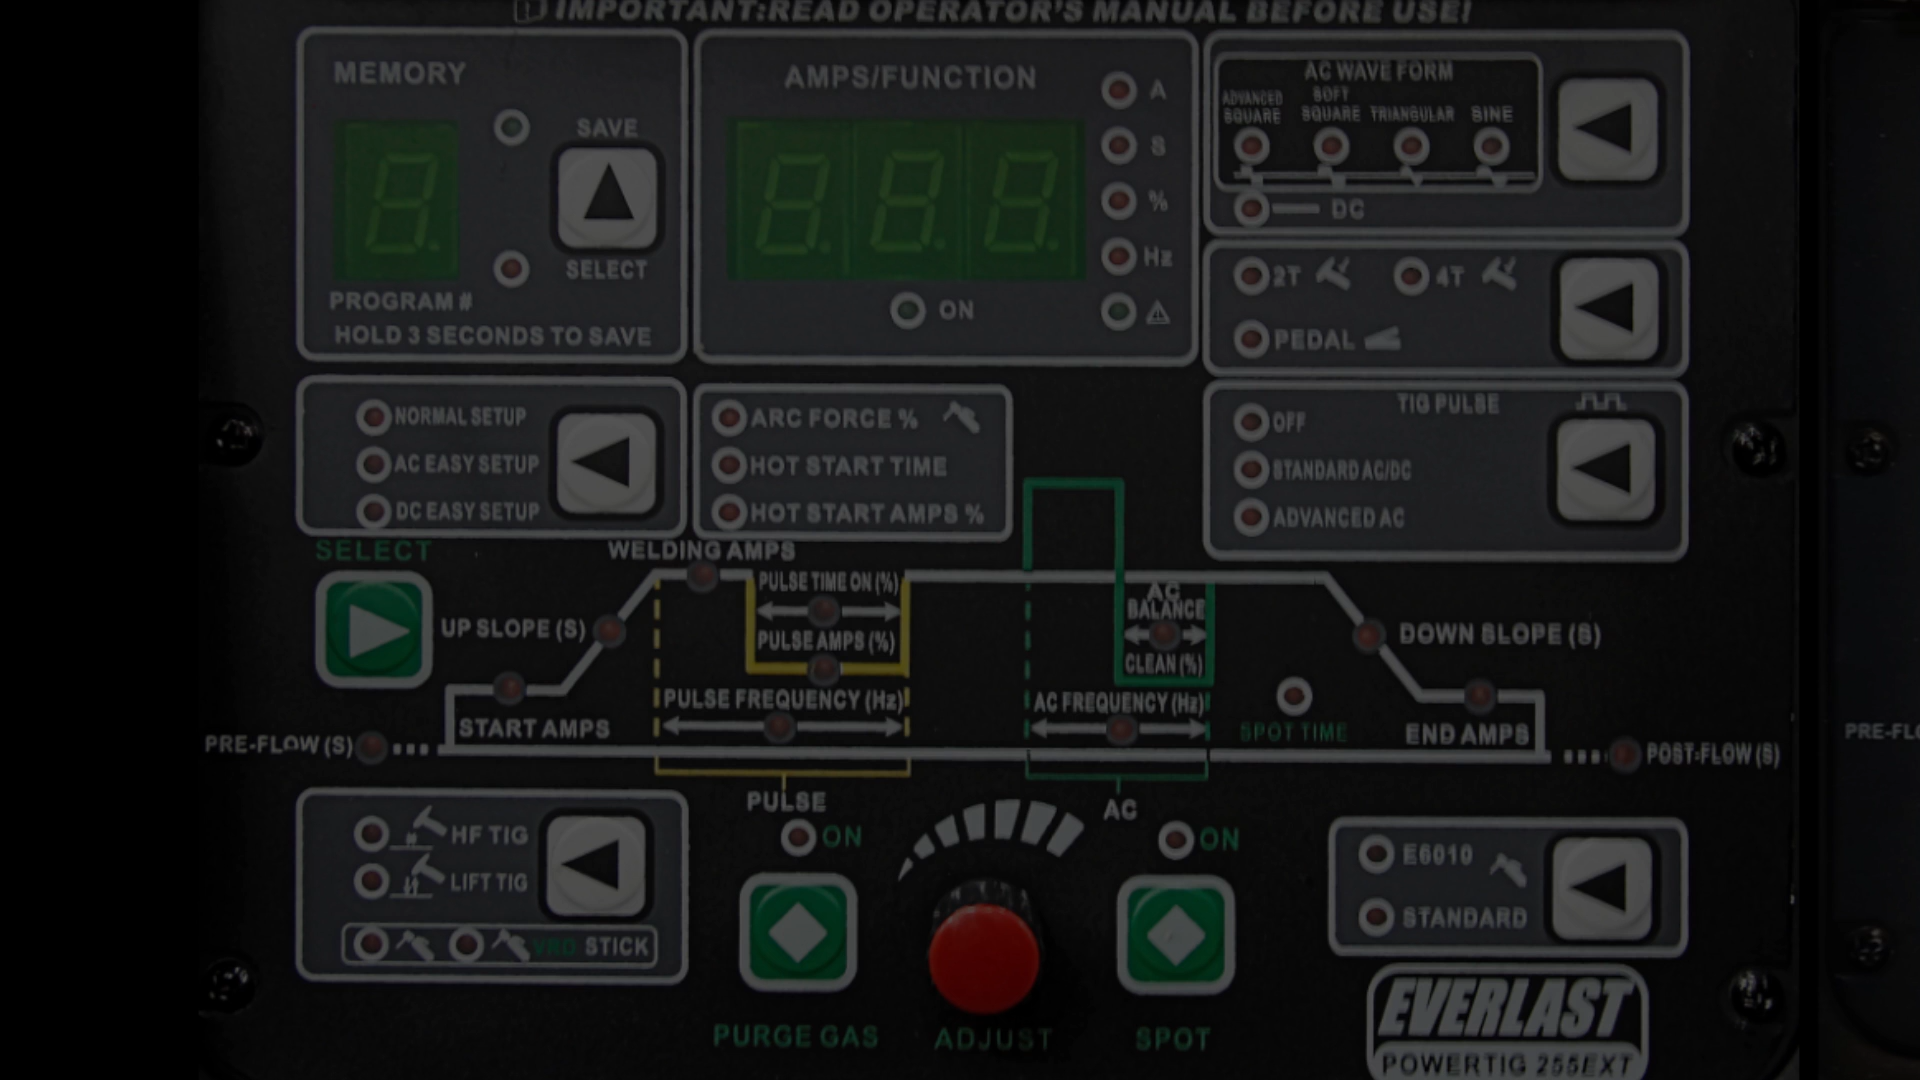 IMPORTANT:READ OPERATOR'S MANUAL BEFORE USE!
MEMORY
SAVE
SELECT
PROGRAM #
HOLD 3 SECONDS TO SAVE
AMPS/FUNCTION
A
S
%
Hz
ON
AC WAVE FORM
ADVANCED SQUARE
SOFT SQUARE
TRIANGULAR
SINE
DC
2T
4T
PEDAL
NORMAL SETUP
AC EASY SETUP
DC EASY SETUP
ARC FORCE %
HOT START TIME
HOT START AMPS %
TIG PULSE
OFF
STANDARD AC/DC
ADVANCED AC
SELECT
WELDING AMPS
PULSE TIME ON (%)
UP SLOPE (S)
PULSE AMPS (%)
AC
BALANCE
CLEAN (%)
DOWN SLOPE (S)
PULSE FREQUENCY (Hz)
AC FREQUENCY (Hz)
START AMPS
SPOT TIME
END AMPS
PRE-FLOW (S)
POST-FLOW (S)
PRE-FLO
PULSE
AC
HF TIG
LIFT TIG
VRD STICK
ON
ON
E6010
STANDARD
PURGE GAS
ADJUST
SPOT
EVERLAST
POWERTIG 255EXT